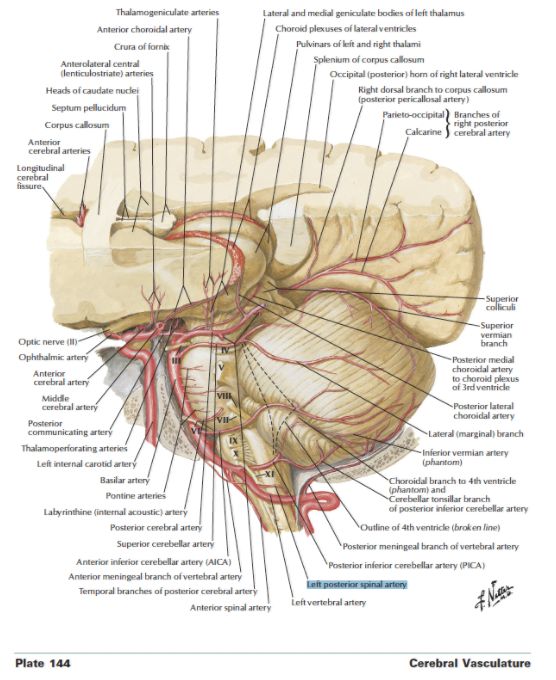 Thalamogeniculate arteries
Anterior choroidal artery
Crura of fornix
Anterolateral central
(lenticulostriate) arteries
Heads of caudate nuclei
Septum pellucidum
Corpus callosum
Anterior
cerebral arteries
Longitudinal
cerebral
fissure
Lateral and medial geniculate bodies of left thalamus
Choroid plexuses of lateral ventricles
Pulvinars of left and right thalami
Splenium of corpus callosum
Occipital (posterior) horn of right lateral ventricle
Right dorsal branch to corpus callosum
(posterior pericallosal artery)
Parieto-occipital
Calcarine
Branches of
right posterior
cerebral artery
Superior
colliculi
Superior
vermian
branch
Posterior medial
choroidal artery
to choroid plexus
of 3rd ventricle
Posterior lateral
choroidal artery
Lateral (marginal) branch
Inferior vermian artery
(phantom)
Choroidal branch to 4th ventricle
(phantom) and
Cerebellar tonsillar branch
of posterior inferior cerebellar artery
Outline of 4th ventricle (broken line)
Posterior meningeal branch of vertebral artery
Posterior inferior cerebellar artery (PICA)
Left posterior spinal artery
Left vertebral artery
Optic nerve (II)
Ophthalmic artery
Anterior
cerebral artery
Middle
cerebral artery
Posterior
communicating artery
Thalamoperforating arteries
Left internal carotid artery
Basilar artery
Pontine arteries
Labyrinthine (internal acoustic) artery
Posterior cerebral artery
Superior cerebellar artery
Anterior inferior cerebellar artery (AICA)
Anterior meningeal branch of vertebral artery
Temporal branches of posterior cerebral artery
Anterior spinal artery
III
IV
V
VIII
VII
VI
IX
X
XI
F. Netter
M.D.
Plate 144
Cerebral Vasculature